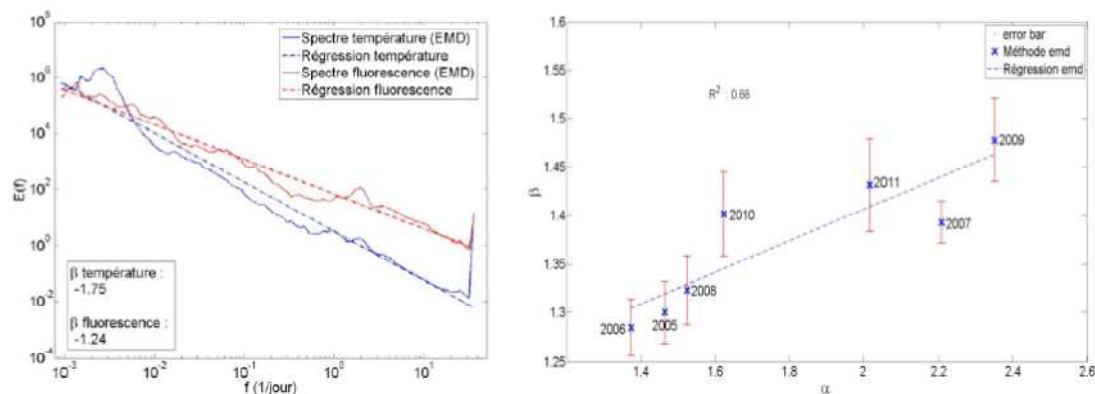 10^8
10^6
10^4
10^2
10^0
10^-2
10^-4
E(f)
Spectre température (EMD)
Régression température
Spectre fluorescence (EMD)
Régression fluorescence
β température :
-1.75
β fluorescence :
-1.24
10^-3
10^-2
10^-1
10^0
10^1
f (1/jour)
1.6
1.55
1.5
1.45
1.4
1.35
1.3
1.25
β
error bar
Méthode emd
Régression emd
R^2 : 0.68
2009
2011
2010
2007
2008
2005
2006
1.4
1.6
1.8
2
2.2
2.4
2.6
α